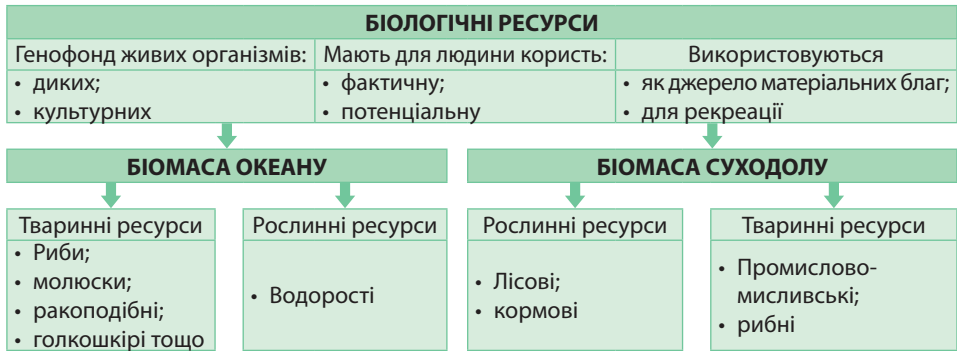 БІОЛОГІЧНІ РЕСУРСИ
Генофонд живих організмів:
• диких;
• культурних
Мають для людини користь:
• фактичну;
• потенціальну
Використовуються
• як джерело матеріальних благ;
• для рекреації
БІОМАСА ОКЕАНУ
Тваринні ресурси
• Риби;
• молюски;
• ракоподібні;
• голкошкірі тощо
Рослинні ресурси
• Водорості
БІОМАСА СУХОДОЛУ
Рослинні ресурси
• Лісові;
• кормові
Тваринні ресурси
• Промислово-
мисливські;
• рибні